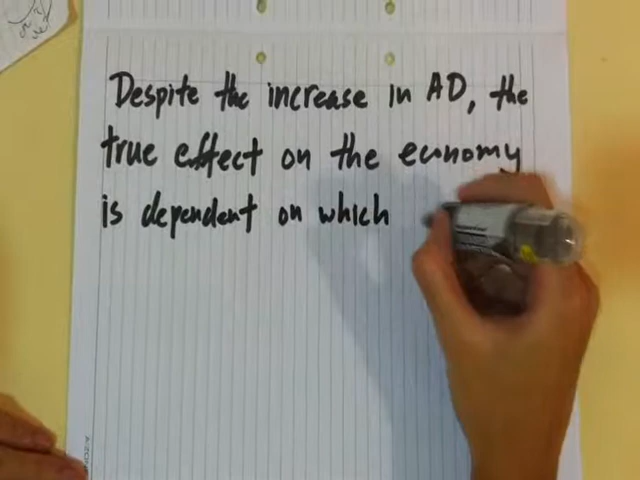 Despite the increase in AD, the
true effect on the economy
is dependent on which